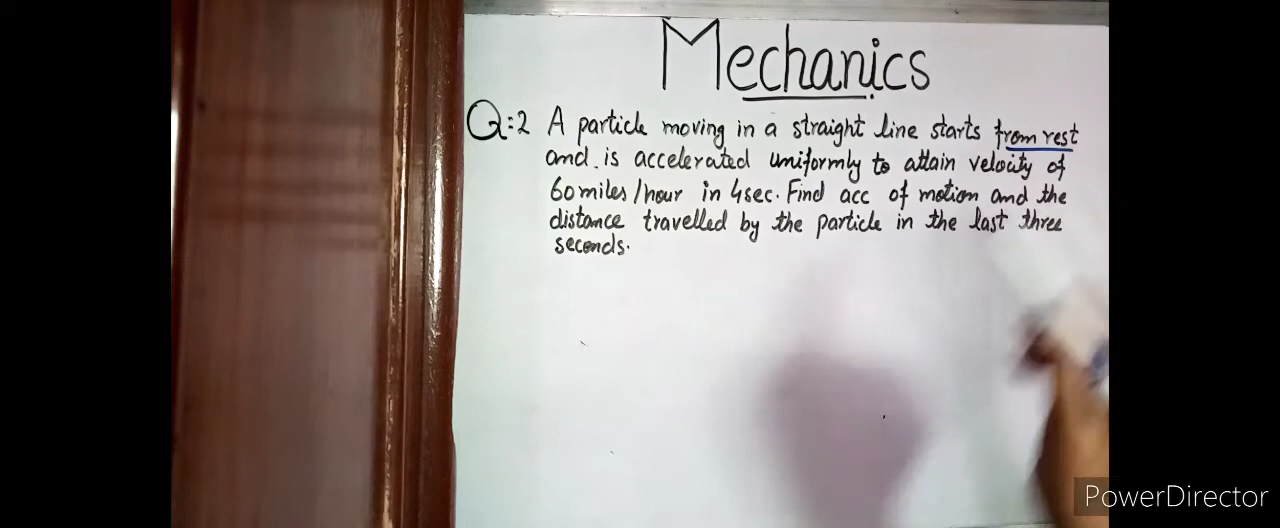 Mechanics
Q:2 A particle moving in a straight line starts from rest
and is accelerated uniformly to attain velocity of
60 miles/hour in 4sec. Find acc of motion and the
distance travelled by the particle in the last three
seconds.
PowerDirector